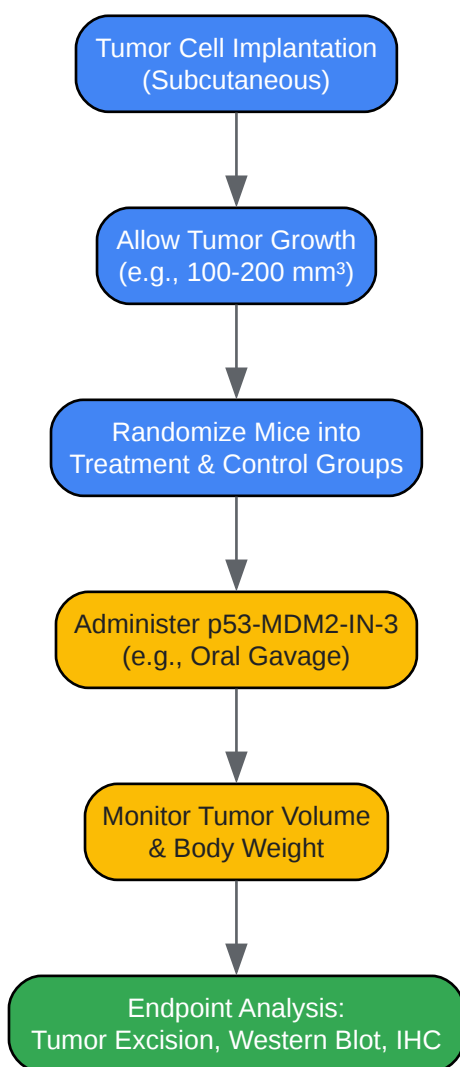 Tumor Cell Implantation
(Subcutaneous)
Allow Tumor Growth
(e.g., 100-200 mm³)
Randomize Mice into
Treatment & Control Groups
Administer p53-MDM2-IN-3
(e.g., Oral Gavage)
Monitor Tumor Volume
& Body Weight
Endpoint Analysis:
Tumor Excision, Western Blot, IHC